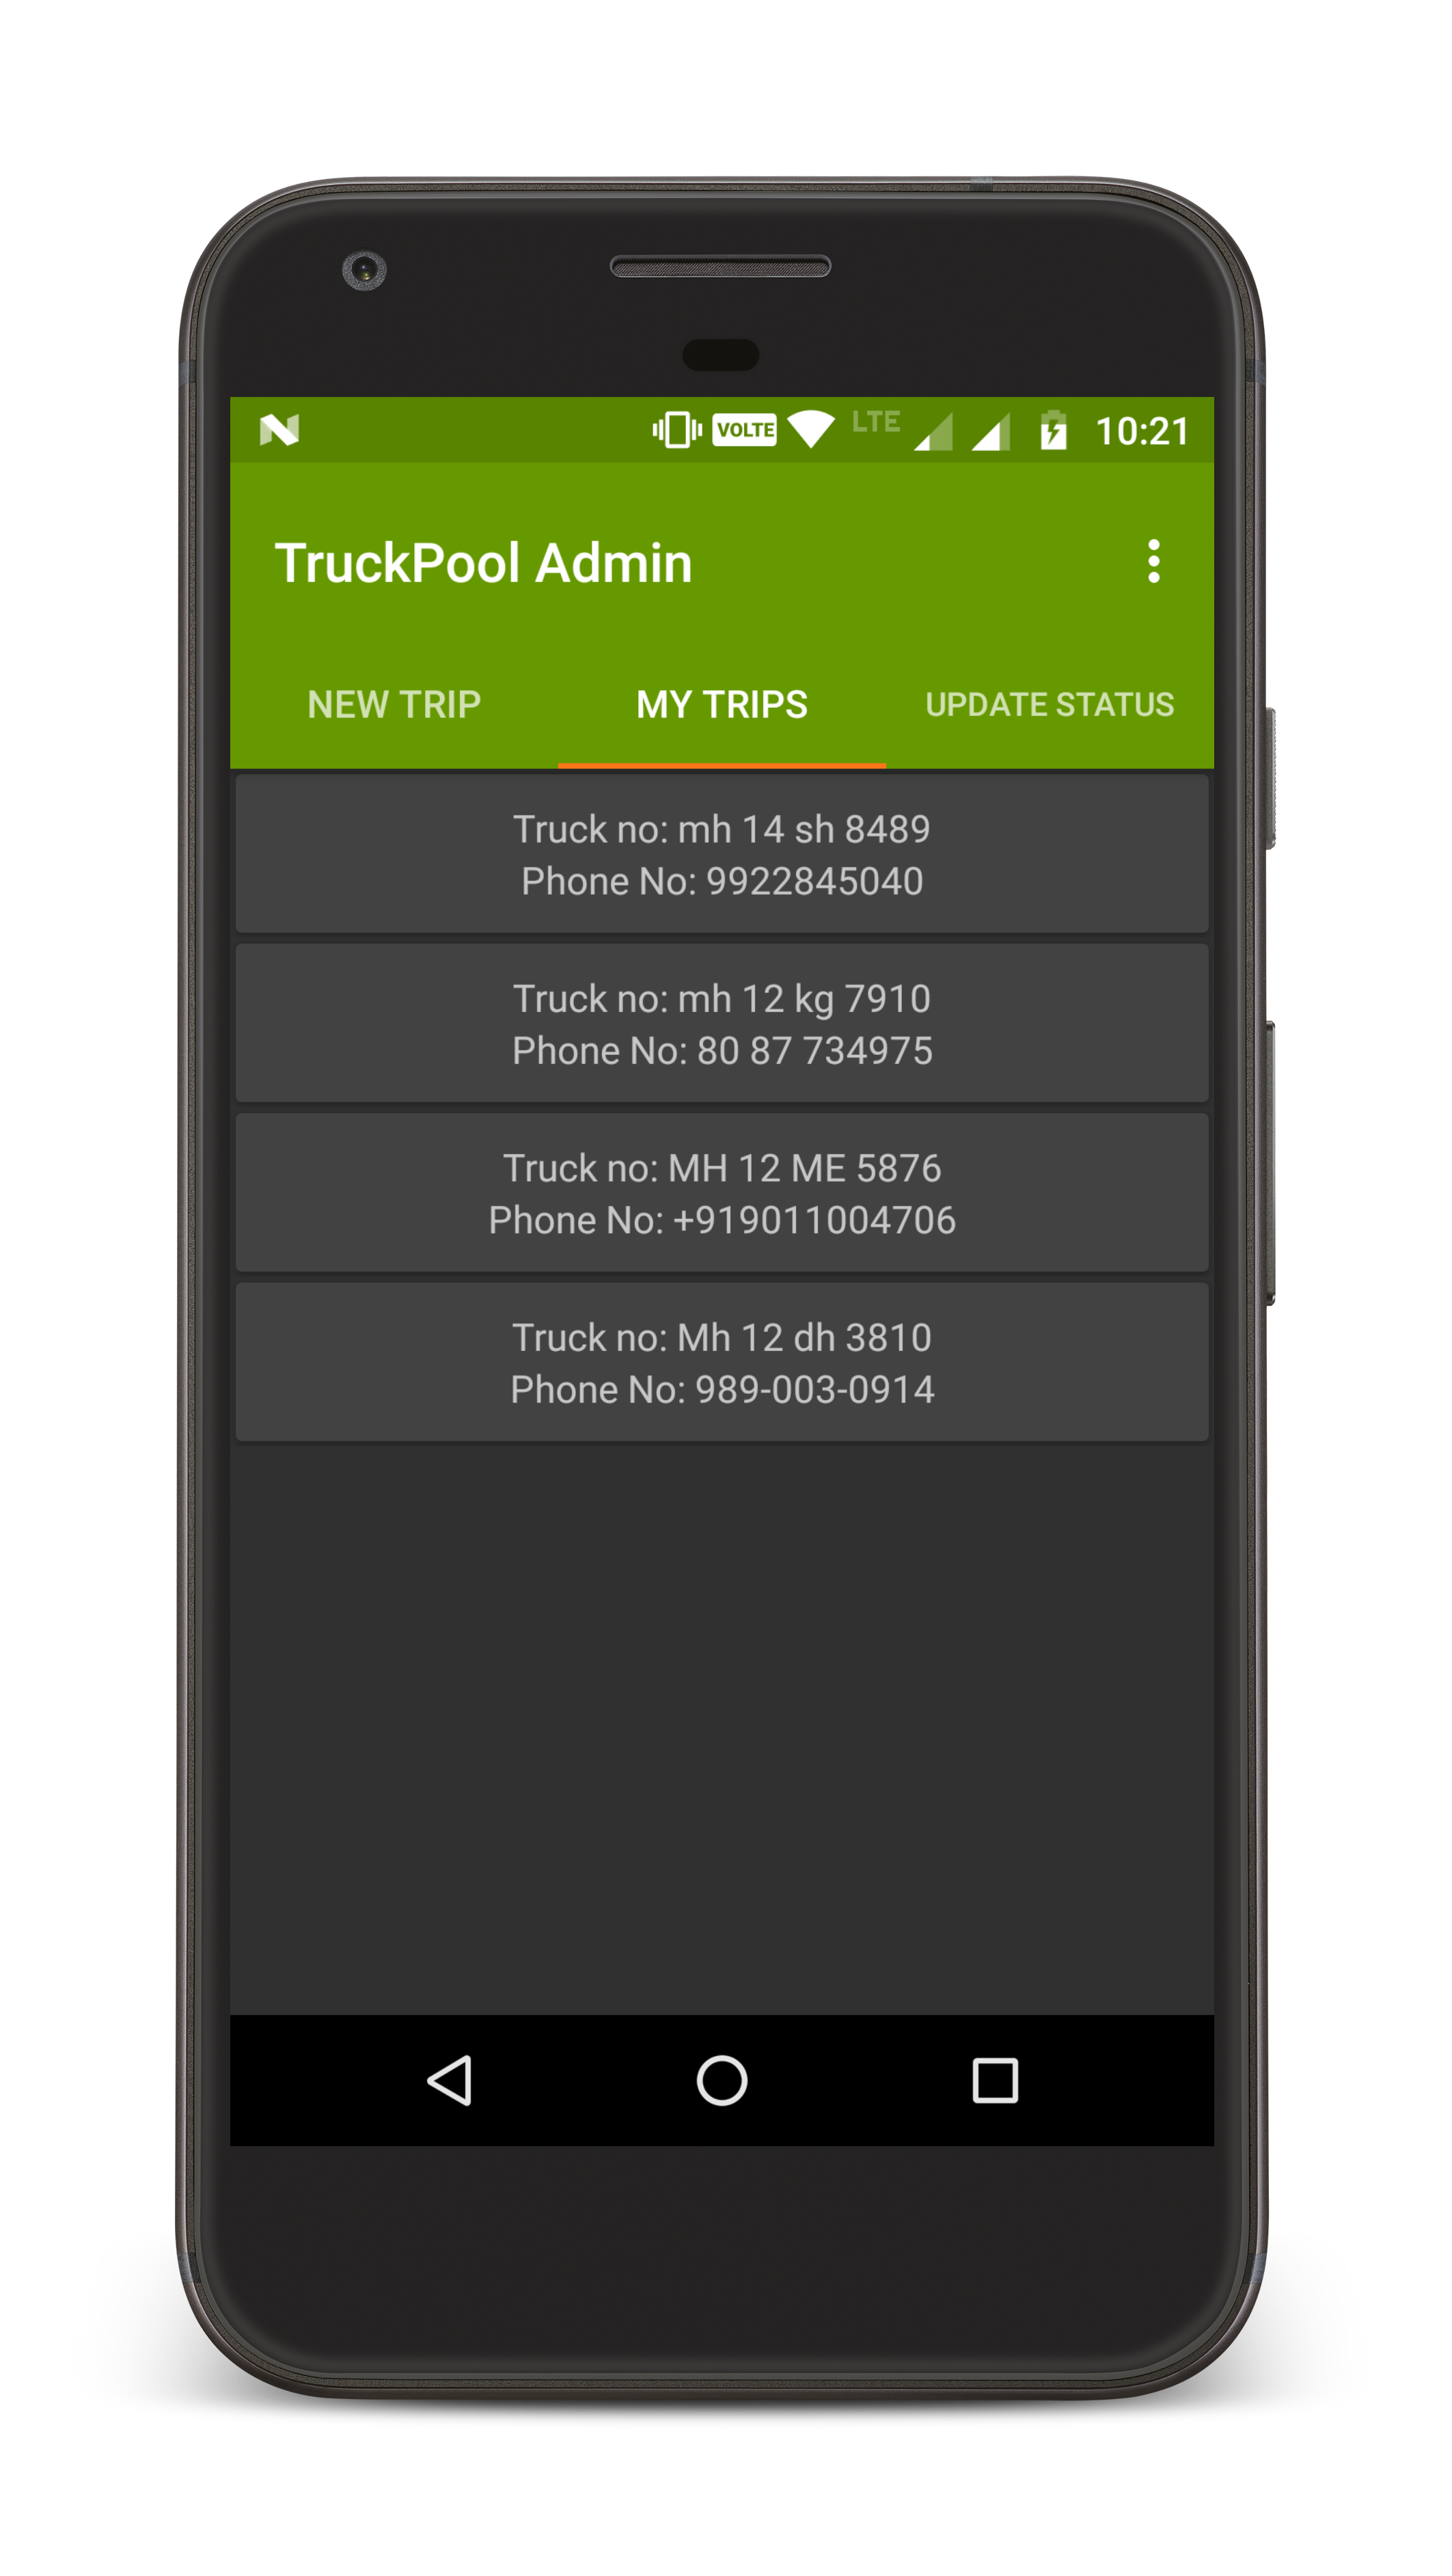 VOLTE LTE 10:21
TruckPool Admin
NEW TRIP MY TRIPS UPDATE STATUS
Truck no: mh 14 sh 8489
Phone No: 9922845040
Truck no: mh 12 kg 7910
Phone No: 80 87 734975
Truck no: MH 12 ME 5876
Phone No: +919011004706
Truck no: Mh 12 dh 3810
Phone No: 989-003-0914